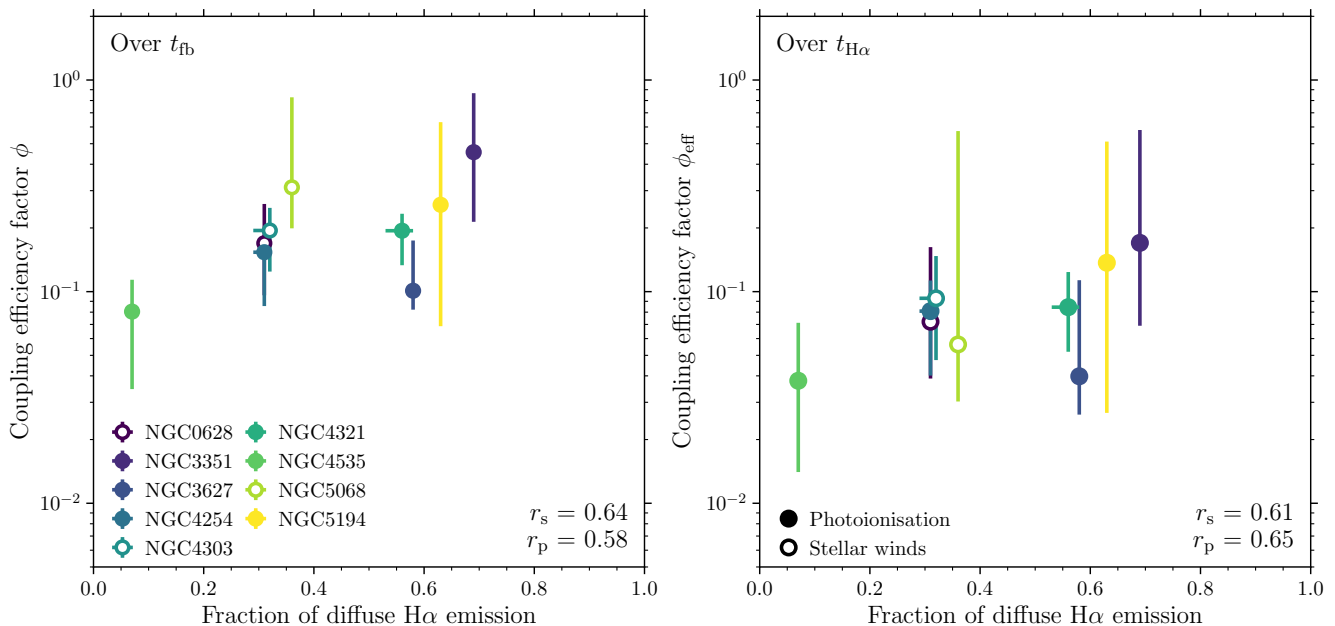 Over t_fb
Coupling efficiency factor ϕ
10⁰
10⁻¹
10⁻²
NGC0628
NGC3351
NGC3627
NGC4254
NGC4303
NGC4321
NGC4535
NGC5068
NGC5194
r_s = 0.64
r_p = 0.58
0.0 0.2 0.4 0.6 0.8 1.0
Fraction of diffuse Hα emission
Over t_Hα
Coupling efficiency factor ϕ_eff
10⁰
10⁻¹
10⁻²
Photoionisation
Stellar winds
r_s = 0.61
r_p = 0.65
0.0 0.2 0.4 0.6 0.8 1.0
Fraction of diffuse Hα emission